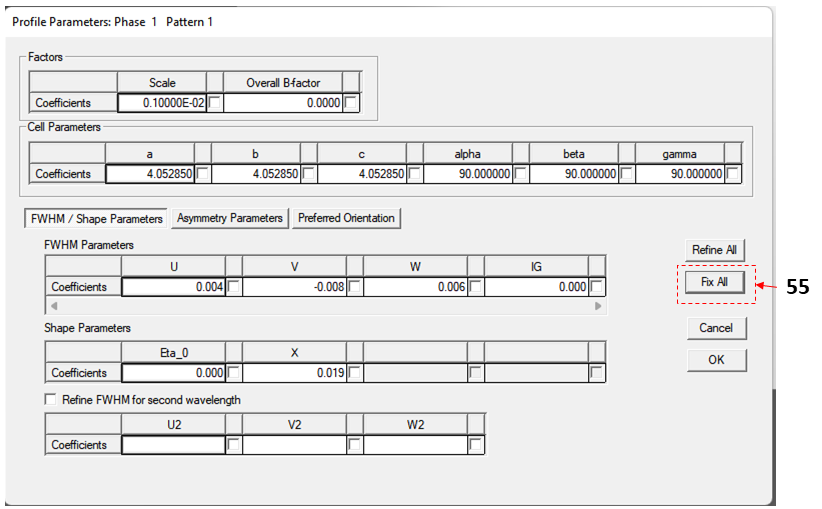 Profile Parameters: Phase 1 Pattern 1
Factors
Scale Overall B-factor
Coefficients 0.10000E-02 0.0000
Cell Parameters
a b c alpha beta gamma
Coefficients 4.052850 4.052850 4.052850 90.000000 90.000000 90.000000
FWHM / Shape Parameters Asymmetry Parameters Preferred Orientation
FWHM Parameters
U V W IG
Coefficients 0.004 -0.008 0.006 0.000
Shape Parameters
Eta_0 X
Coefficients 0.000 0.019
Refine FWHM for second wavelength
U2 V2 W2
Coefficients
Refine All
Fix All
55
Cancel
OK